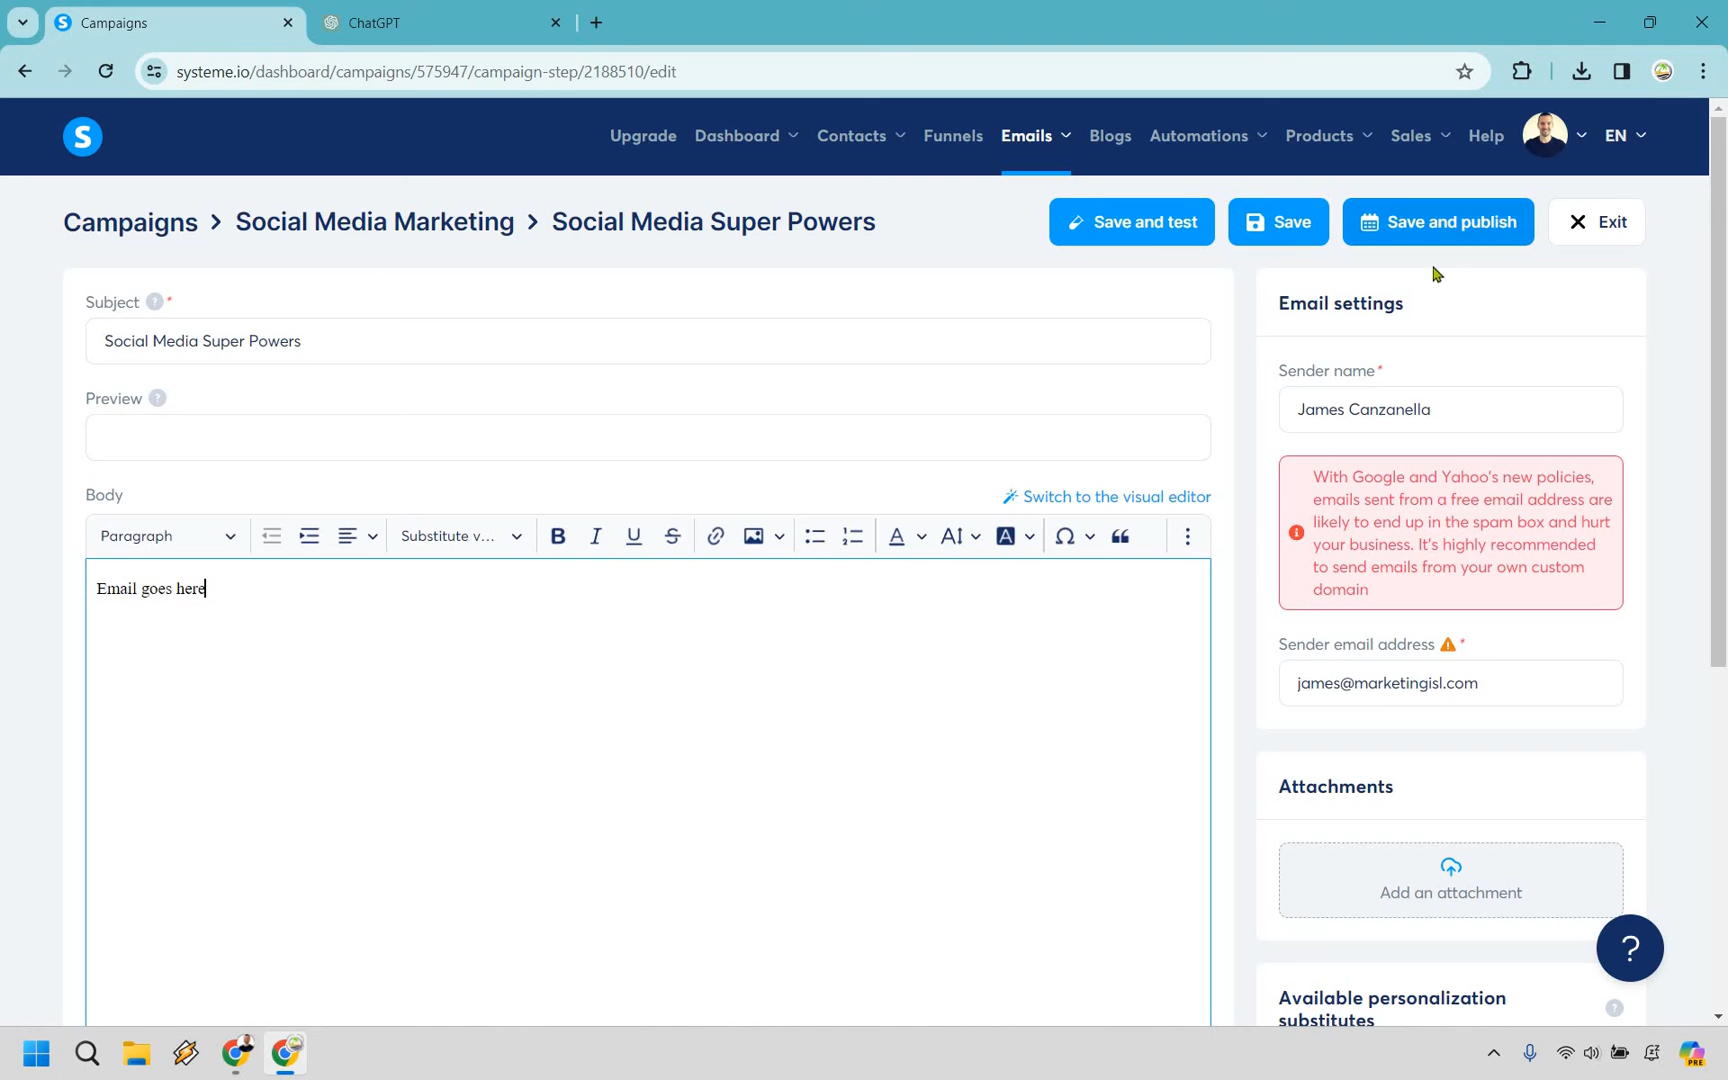 Campaigns
ChatGPT
systeme.io/dashboard/campaigns/575947/campaign-step/2188510/edit
S
Upgrade Dashboard Contacts Funnels Emails Blogs Automations Products Sales Help EN
Campaigns > Social Media Marketing > Social Media Super Powers
Save and test Save Save and publish Exit
Subject ? *
Social Media Super Powers
Preview ?
Body
Switch to the visual editor
Paragraph Substitute v... B I U S A A Ω
Email goes here
Email settings
Sender name *
James Canzanella
With Google and Yahoo's new policies,
emails sent from a free email address are
likely to end up in the spam box and hurt
your business. It's highly recommended
to send emails from your own custom
domain
Sender email address *
james@marketingisl.com
Attachments
Add an attachment
?
Available personalization
substitutes ?
PRE